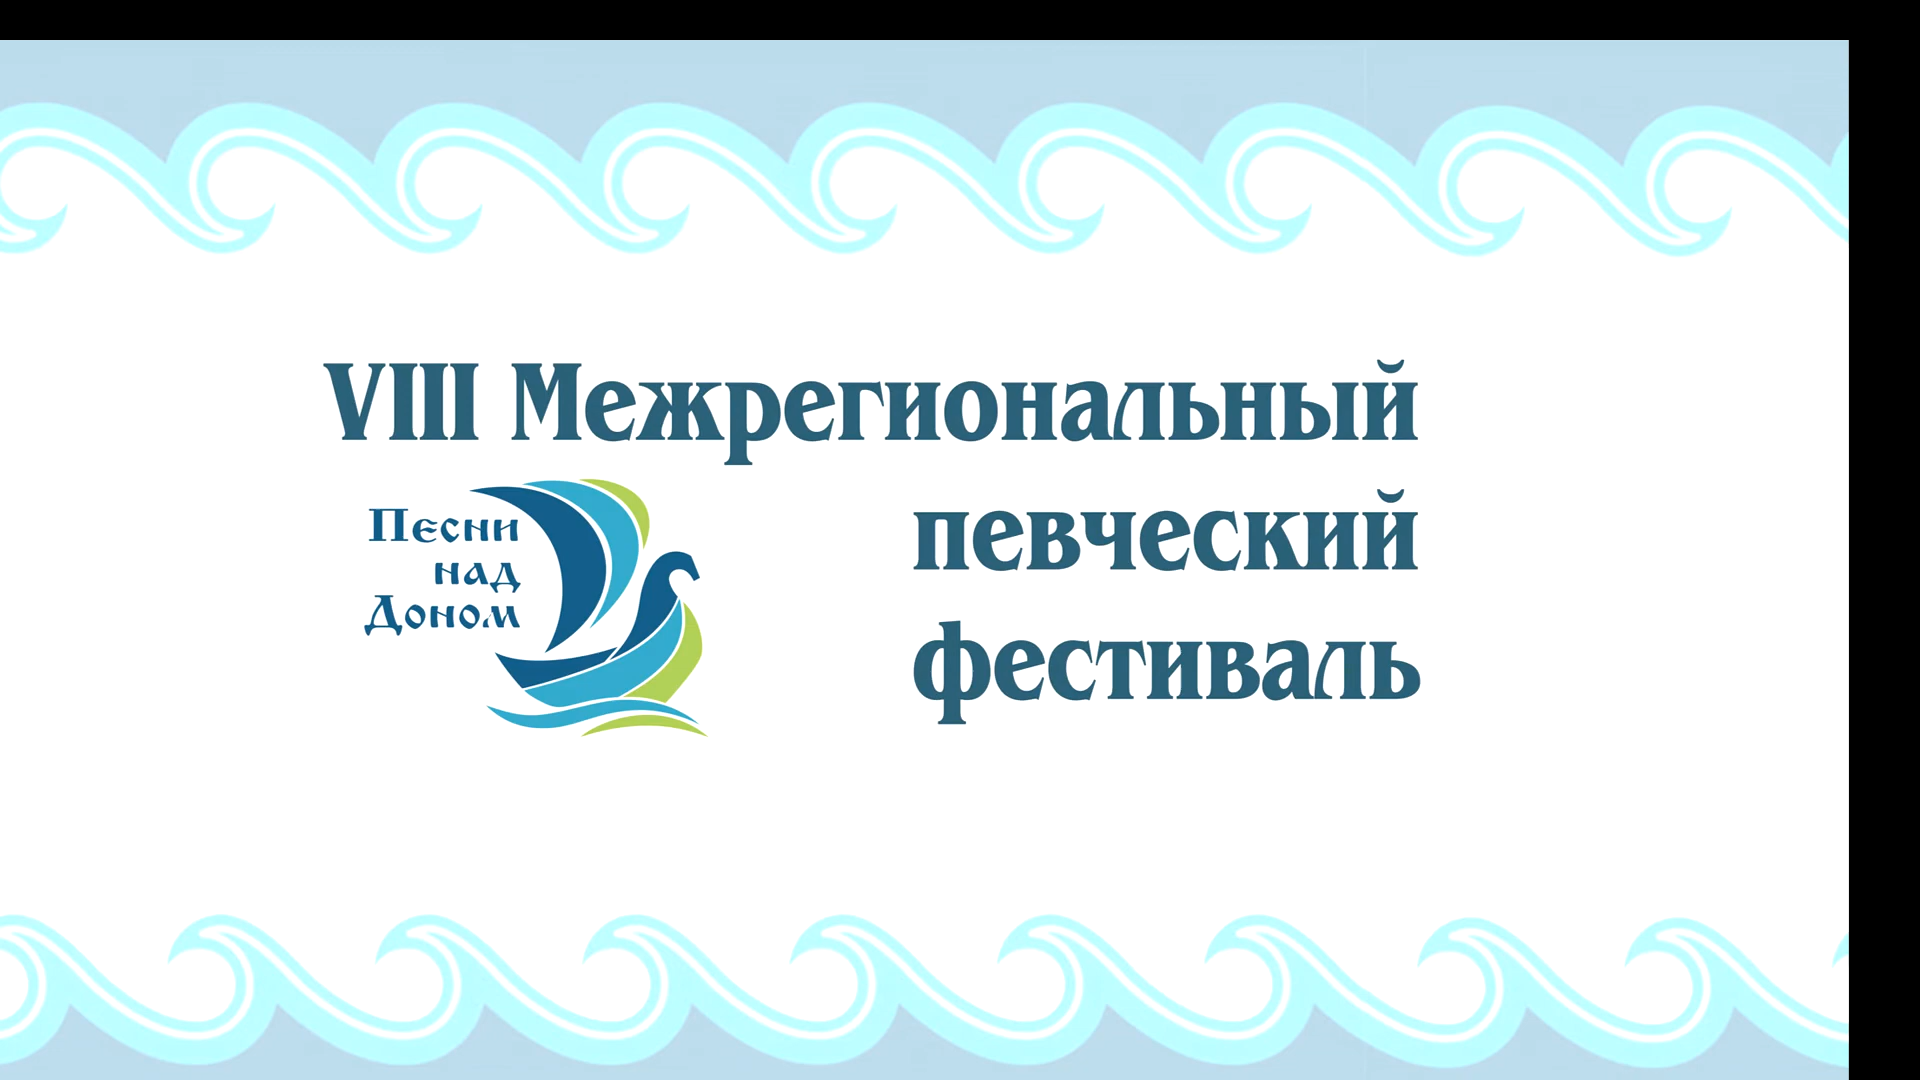 VIII Межрегиональный
певческий
фестиваль
Песни
над
Доном